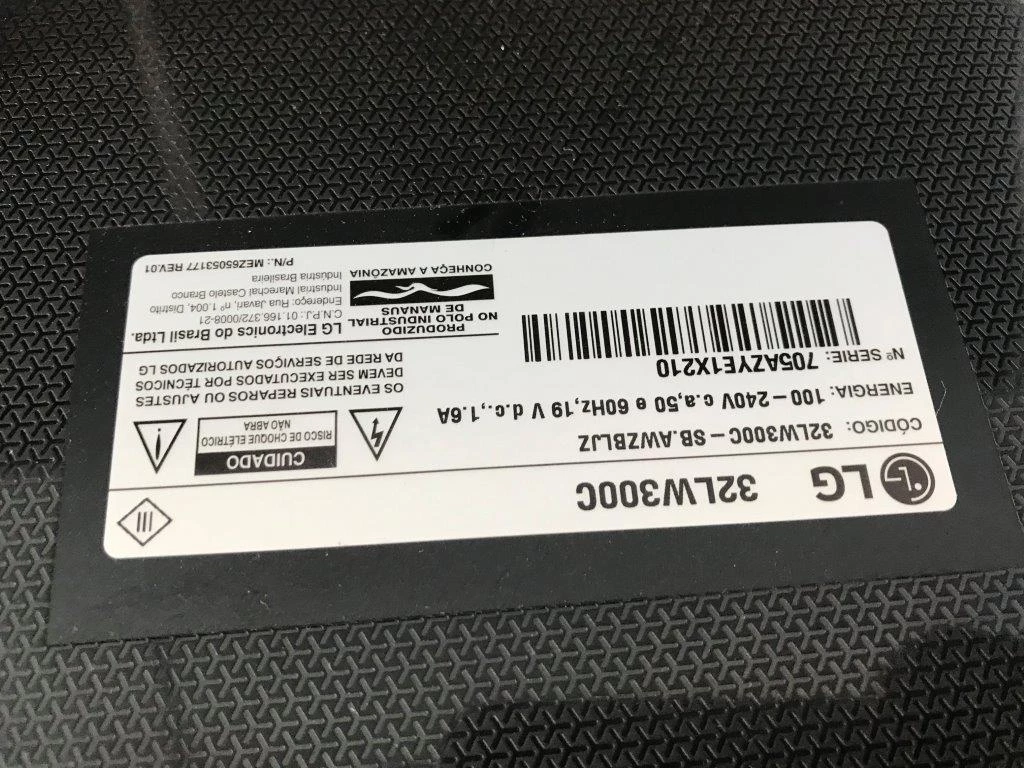 LG 32LW300C
CÓDIGO: 32LW300C-SB.AWZBLJZ
ENERGIA: 100-240V c.a,50 e 60Hz,19 V d.c.,1.6A
Nº SERIE: 705AZYE1X210
CUIDADO
RISCO DE CHOQUE ELÉTRICO
NÃO ABRA
OS EVENTUAIS REPAROS OU AJUSTES
DEVEM SER EXECUTADOS POR TÉCNICOS
DA REDE DE SERVIÇOS AUTORIZADOS LG
PRODUZIDO
NO POLO INDUSTRIAL
DE MANAUS
CONHEÇA A AMAZÔNIA
LG Electronics do Brasil Ltda.
C.N.P.J.: 01.166.372/0008-21
Endereço: Rua Javari, nº 1.004, Distrito
Industrial Marechal Castelo Branco
Indústria Brasileira
P/N.: MEZ65053177 REV.01